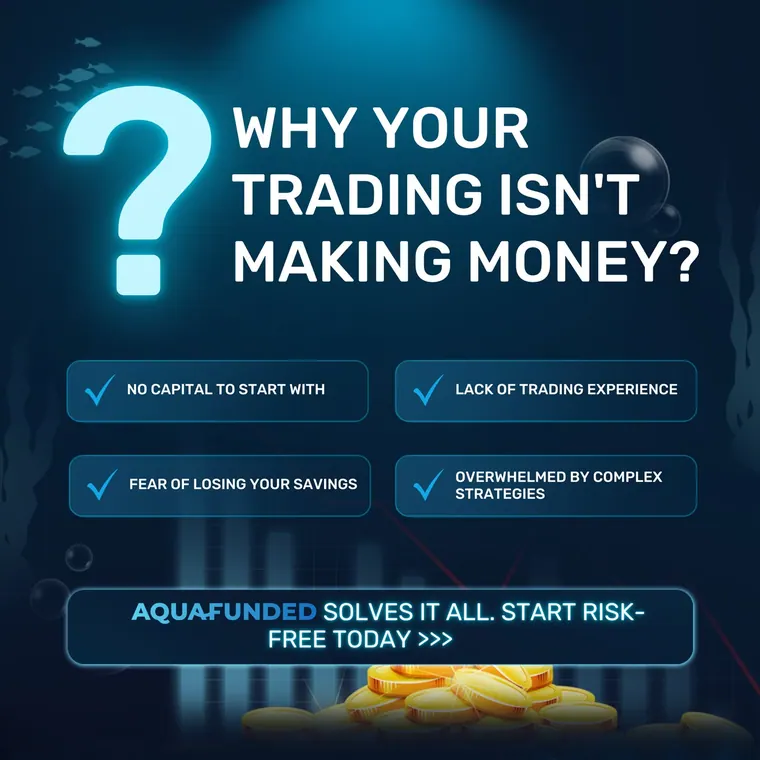 ?
WHY YOUR
TRADING ISN'T
MAKING MONEY?
NO CAPITAL TO START WITH
LACK OF TRADING EXPERIENCE
FEAR OF LOSING YOUR SAVINGS
OVERWHELMED BY COMPLEX
STRATEGIES
AQUAFUNDED SOLVES IT ALL. START RISK-
FREE TODAY >>>